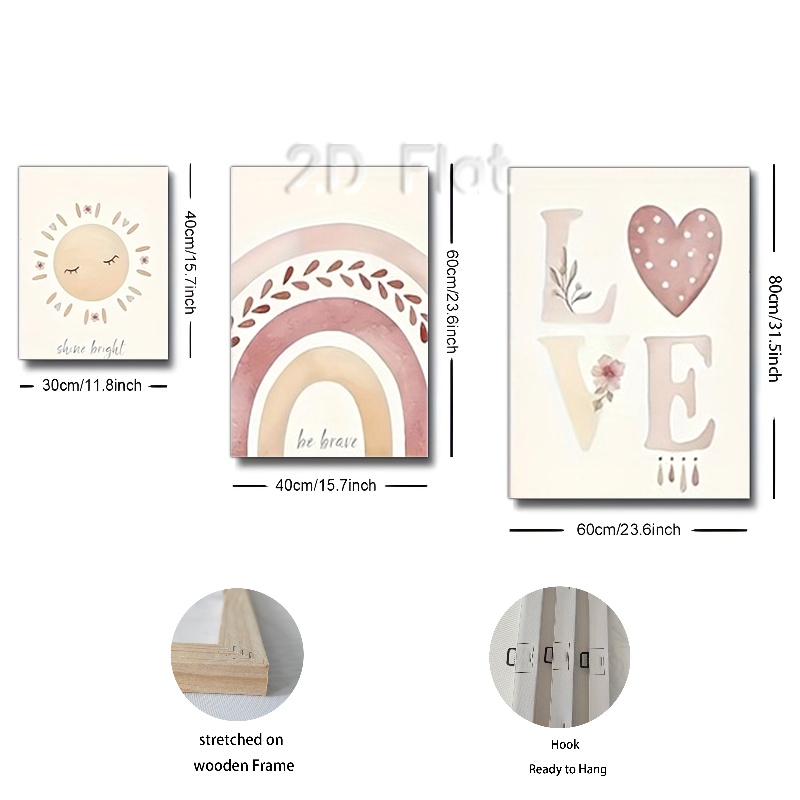 2D Flat
40cm/15.7inch
60cm/23.6inch
80cm/31.5inch
shine bright
be brave
L
V E
30cm/11.8inch
40cm/15.7inch
60cm/23.6inch
stretched on
wooden Frame
Hook
Ready to Hang